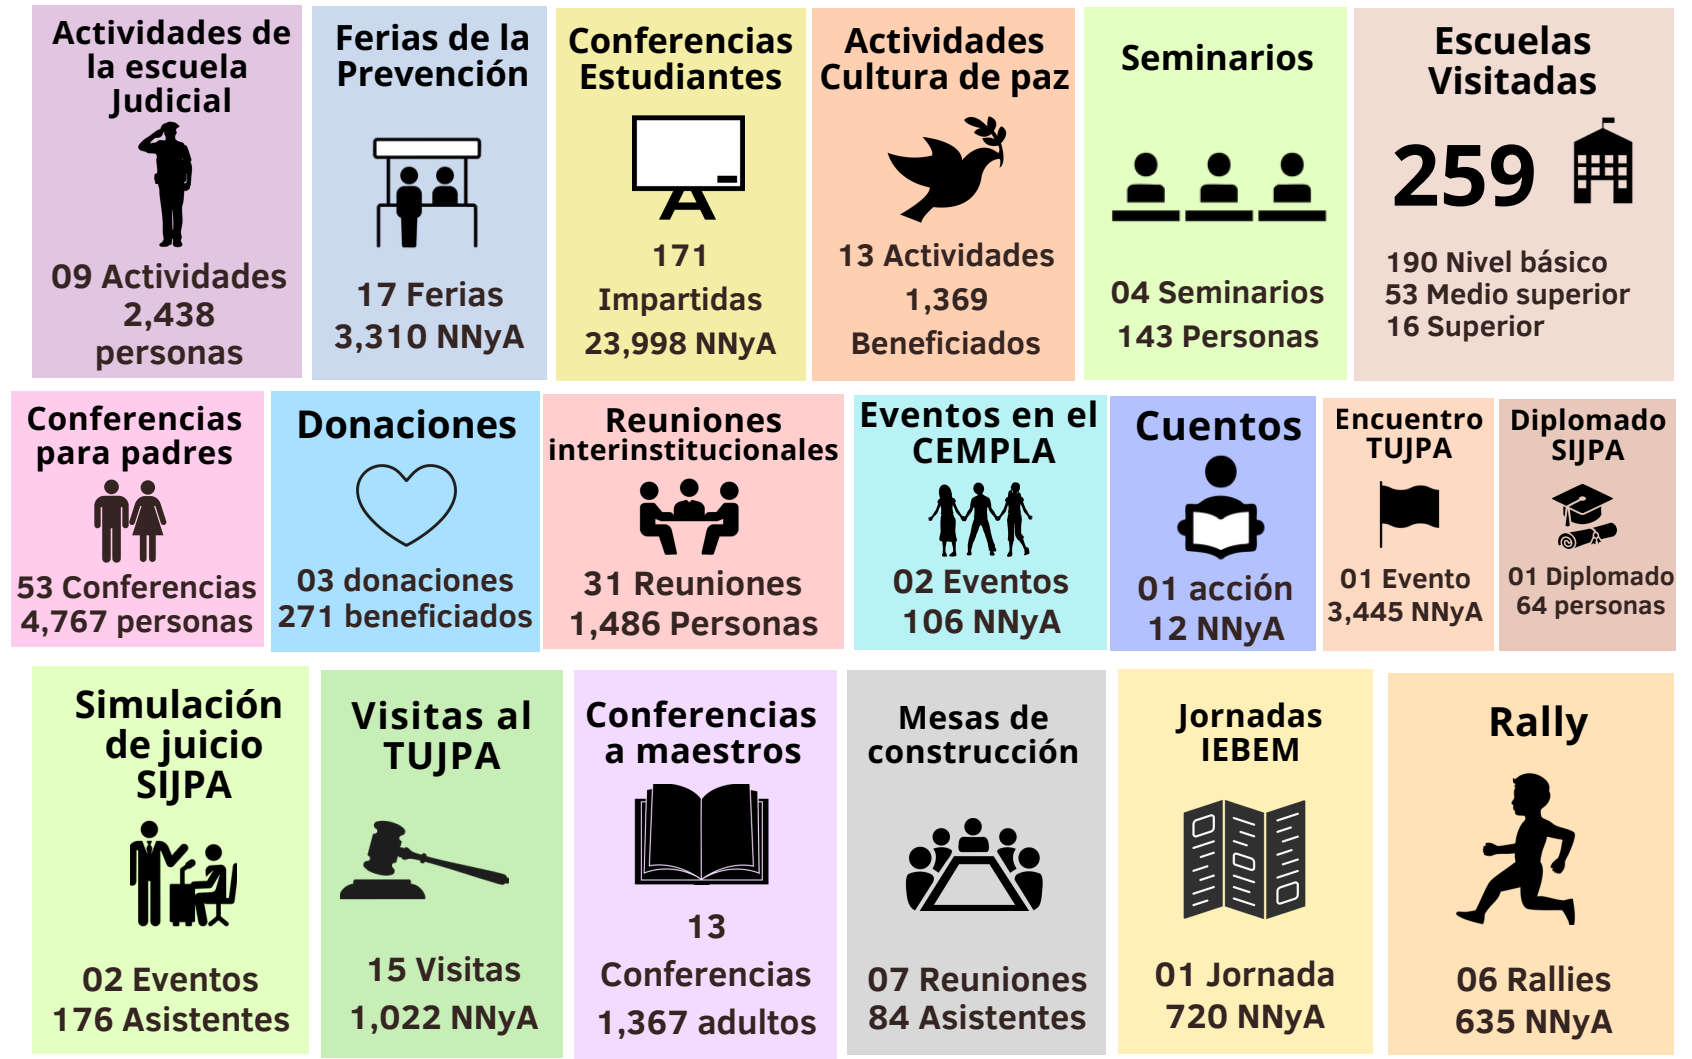 Actividades de
la escuela
Judicial
09 Actividades
2,438
personas
Ferias de la
Prevención
17 Ferias
3,310 NNyA
Conferencias
Estudiantes
171
Impartidas
23,998 NNyA
Actividades
Cultura de paz
13 Actividades
1,369
Beneficiados
Seminarios
04 Seminarios
143 Personas
Escuelas
Visitadas
259
190 Nivel básico
53 Medio superior
16 Superior
Conferencias
para padres
53 Conferencias
4,767 personas
Donaciones
03 donaciones
271 beneficiados
Reuniones
interinstitucionales
31 Reuniones
1,486 Personas
Eventos en el
CEMPLA
02 Eventos
106 NNyA
Cuentos
01 acción
12 NNyA
Encuentro
TUJPA
01 Evento
3,445 NNyA
Diplomado
SIJPA
01 Diplomado
64 personas
Simulación
de juicio
SIJPA
02 Eventos
176 Asistentes
Visitas al
TUJPA
15 Visitas
1,022 NNyA
Conferencias
a maestros
13
Conferencias
1,367 adultos
Mesas de
construcción
07 Reuniones
84 Asistentes
Jornadas
IEBEM
01 Jornada
720 NNyA
Rally
06 Rallies
635 NNyA